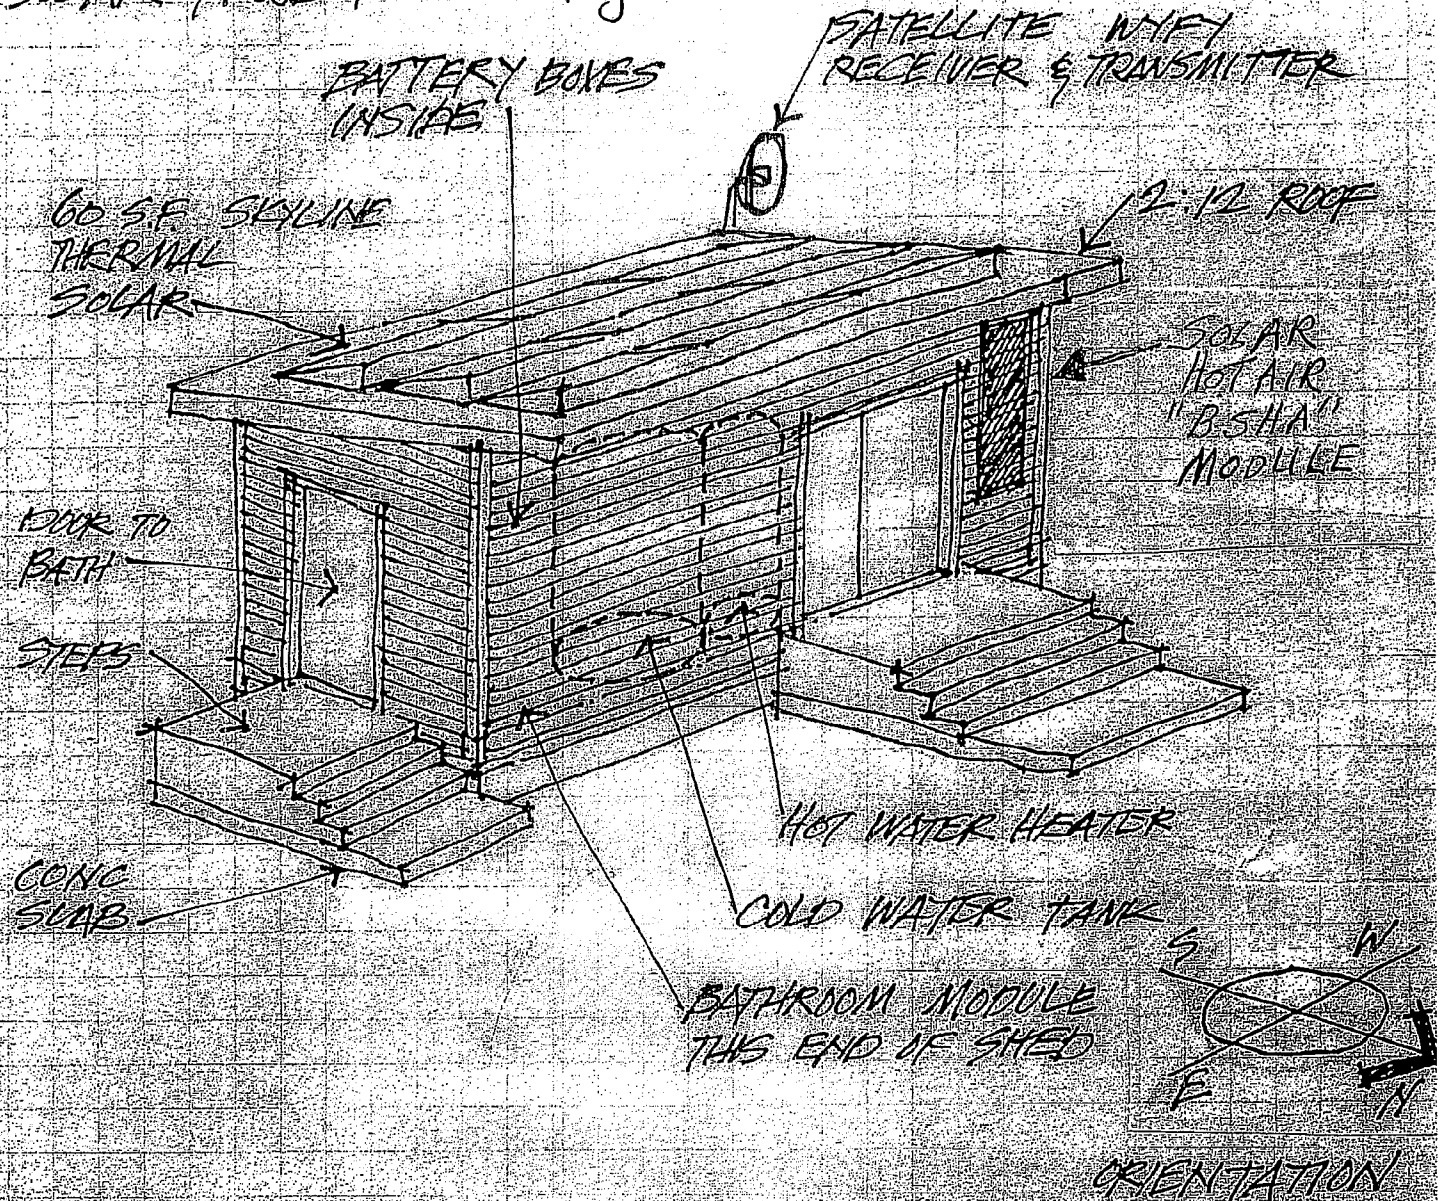 SATELLITE WYFY
RECEIVER & TRANSMITTER
BATTERY BOXES
INSIDE
60 S.F. SKYLINE
THERMAL
SOLAR
2:12 ROOF
SOLAR
HOT AIR
"BSHA"
MODULE
DOOR TO
BATH
STEPS
HOT WATER HEATER
CONC
SLAB
COLD WATER TANK
BATHROOM MODULE
THIS END OF SHED
S
W
E
N
ORIENTATION